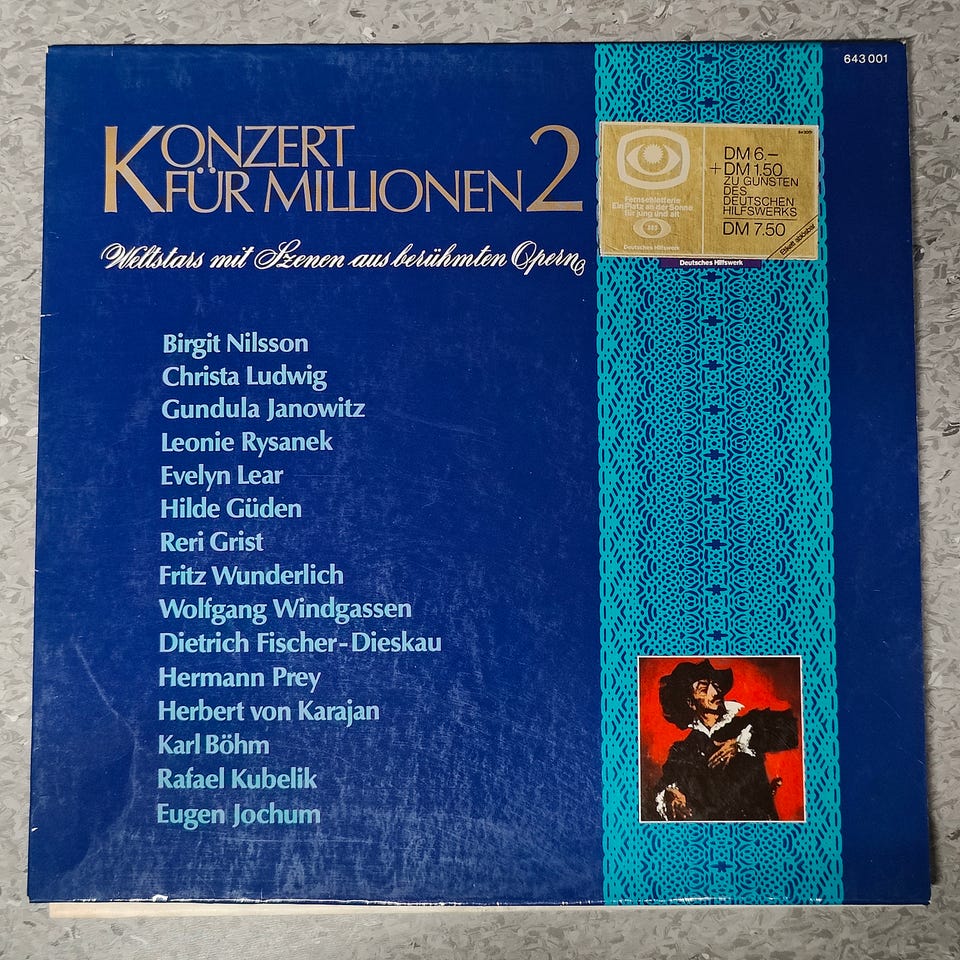 643 001
KONZERT
FÜR MILLIONEN 2
Weltstars mit Szenen aus berühmten Opern
DM 6.–
+ DM 1.50
ZU GUNSTEN
DES
DEUTSCHEN
HILFSWERKS
DM 7.50
Fernsehlotterie
Ein Platz an der Sonne
für jung und alt
Deutsches Hilfswerk
Etikett ablösbar
Deutsches Hilfswerk
Birgit Nilsson
Christa Ludwig
Gundula Janowitz
Leonie Rysanek
Evelyn Lear
Hilde Güden
Reri Grist
Fritz Wunderlich
Wolfgang Windgassen
Dietrich Fischer-Dieskau
Hermann Prey
Herbert von Karajan
Karl Böhm
Rafael Kubelik
Eugen Jochum